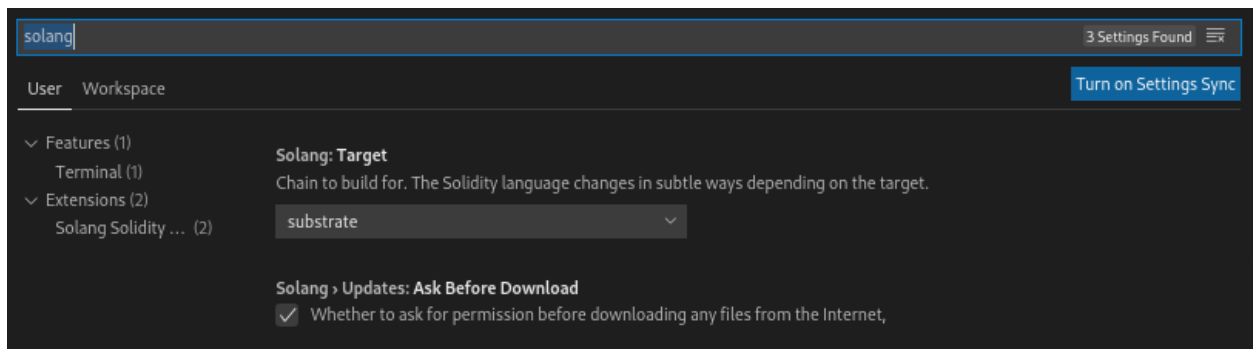 solang
3 Settings Found
User Workspace
Turn on Settings Sync
Features (1)
Terminal (1)
Extensions (2)
Solang Solidity ... (2)
Solang: Target
Chain to build for. The Solidity language changes in subtle ways depending on the target.
substrate
Solang › Updates: Ask Before Download
Whether to ask for permission before downloading any files from the Internet,